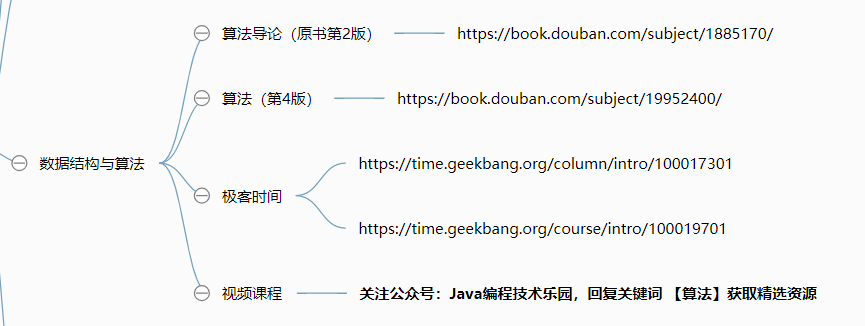 算法导论（原书第2版）
https://book.douban.com/subject/1885170/
算法（第4版）
https://book.douban.com/subject/19952400/
数据结构与算法
极客时间
https://time.geekbang.org/column/intro/100017301
https://time.geekbang.org/course/intro/100019701
视频课程
关注公众号：Java编程技术乐园，回复关键词 【算法】获取精选资源